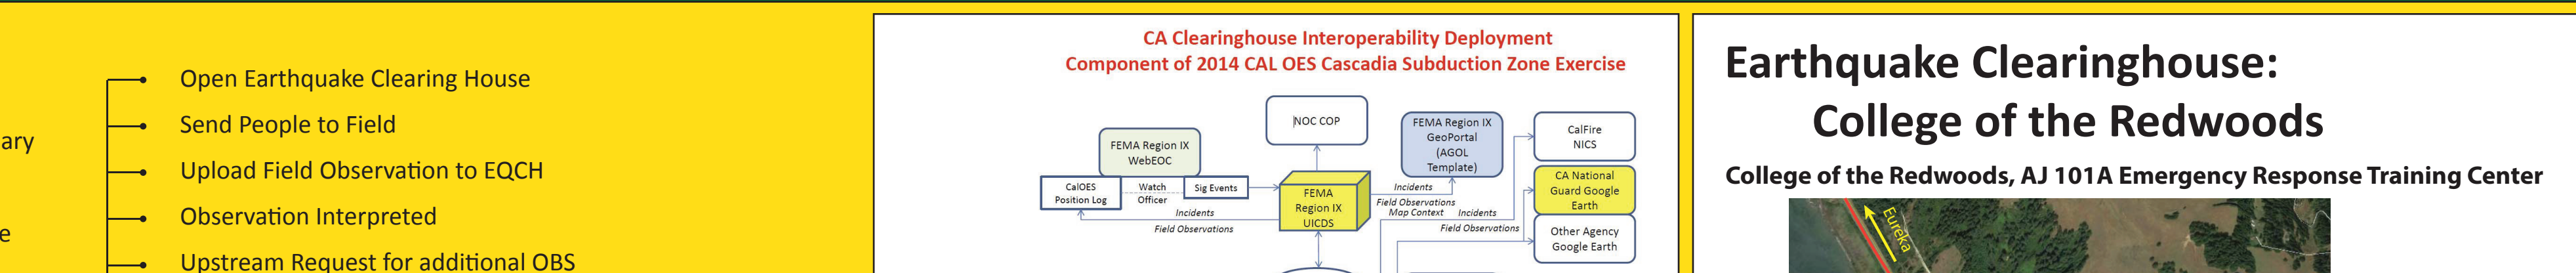 ary
e
Open Earthquake Clearing House
Send People to Field
Upload Field Observation to EQCH
Observation Interpreted
Upstream Request for additional OBS
CA Clearinghouse Interoperability Deployment
Component of 2014 CAL OES Cascadia Subduction Zone Exercise
NOC COP
FEMA Region IX
WebEOC
CalOES
Position Log
Watch
Officer
Sig Events
Incidents
Field Observations
FEMA
Region IX
UICDS
FEMA Region IX
GeoPortal
(AGOL
Template)
Incidents
Field Observations
Map Context
Incidents
Field Observations
CalFire
NICS
CA National
Guard Google
Earth
Other Agency
Google Earth
Earthquake Clearinghouse:
College of the Redwoods
College of the Redwoods, AJ 101A Emergency Response Training Center
Eureka